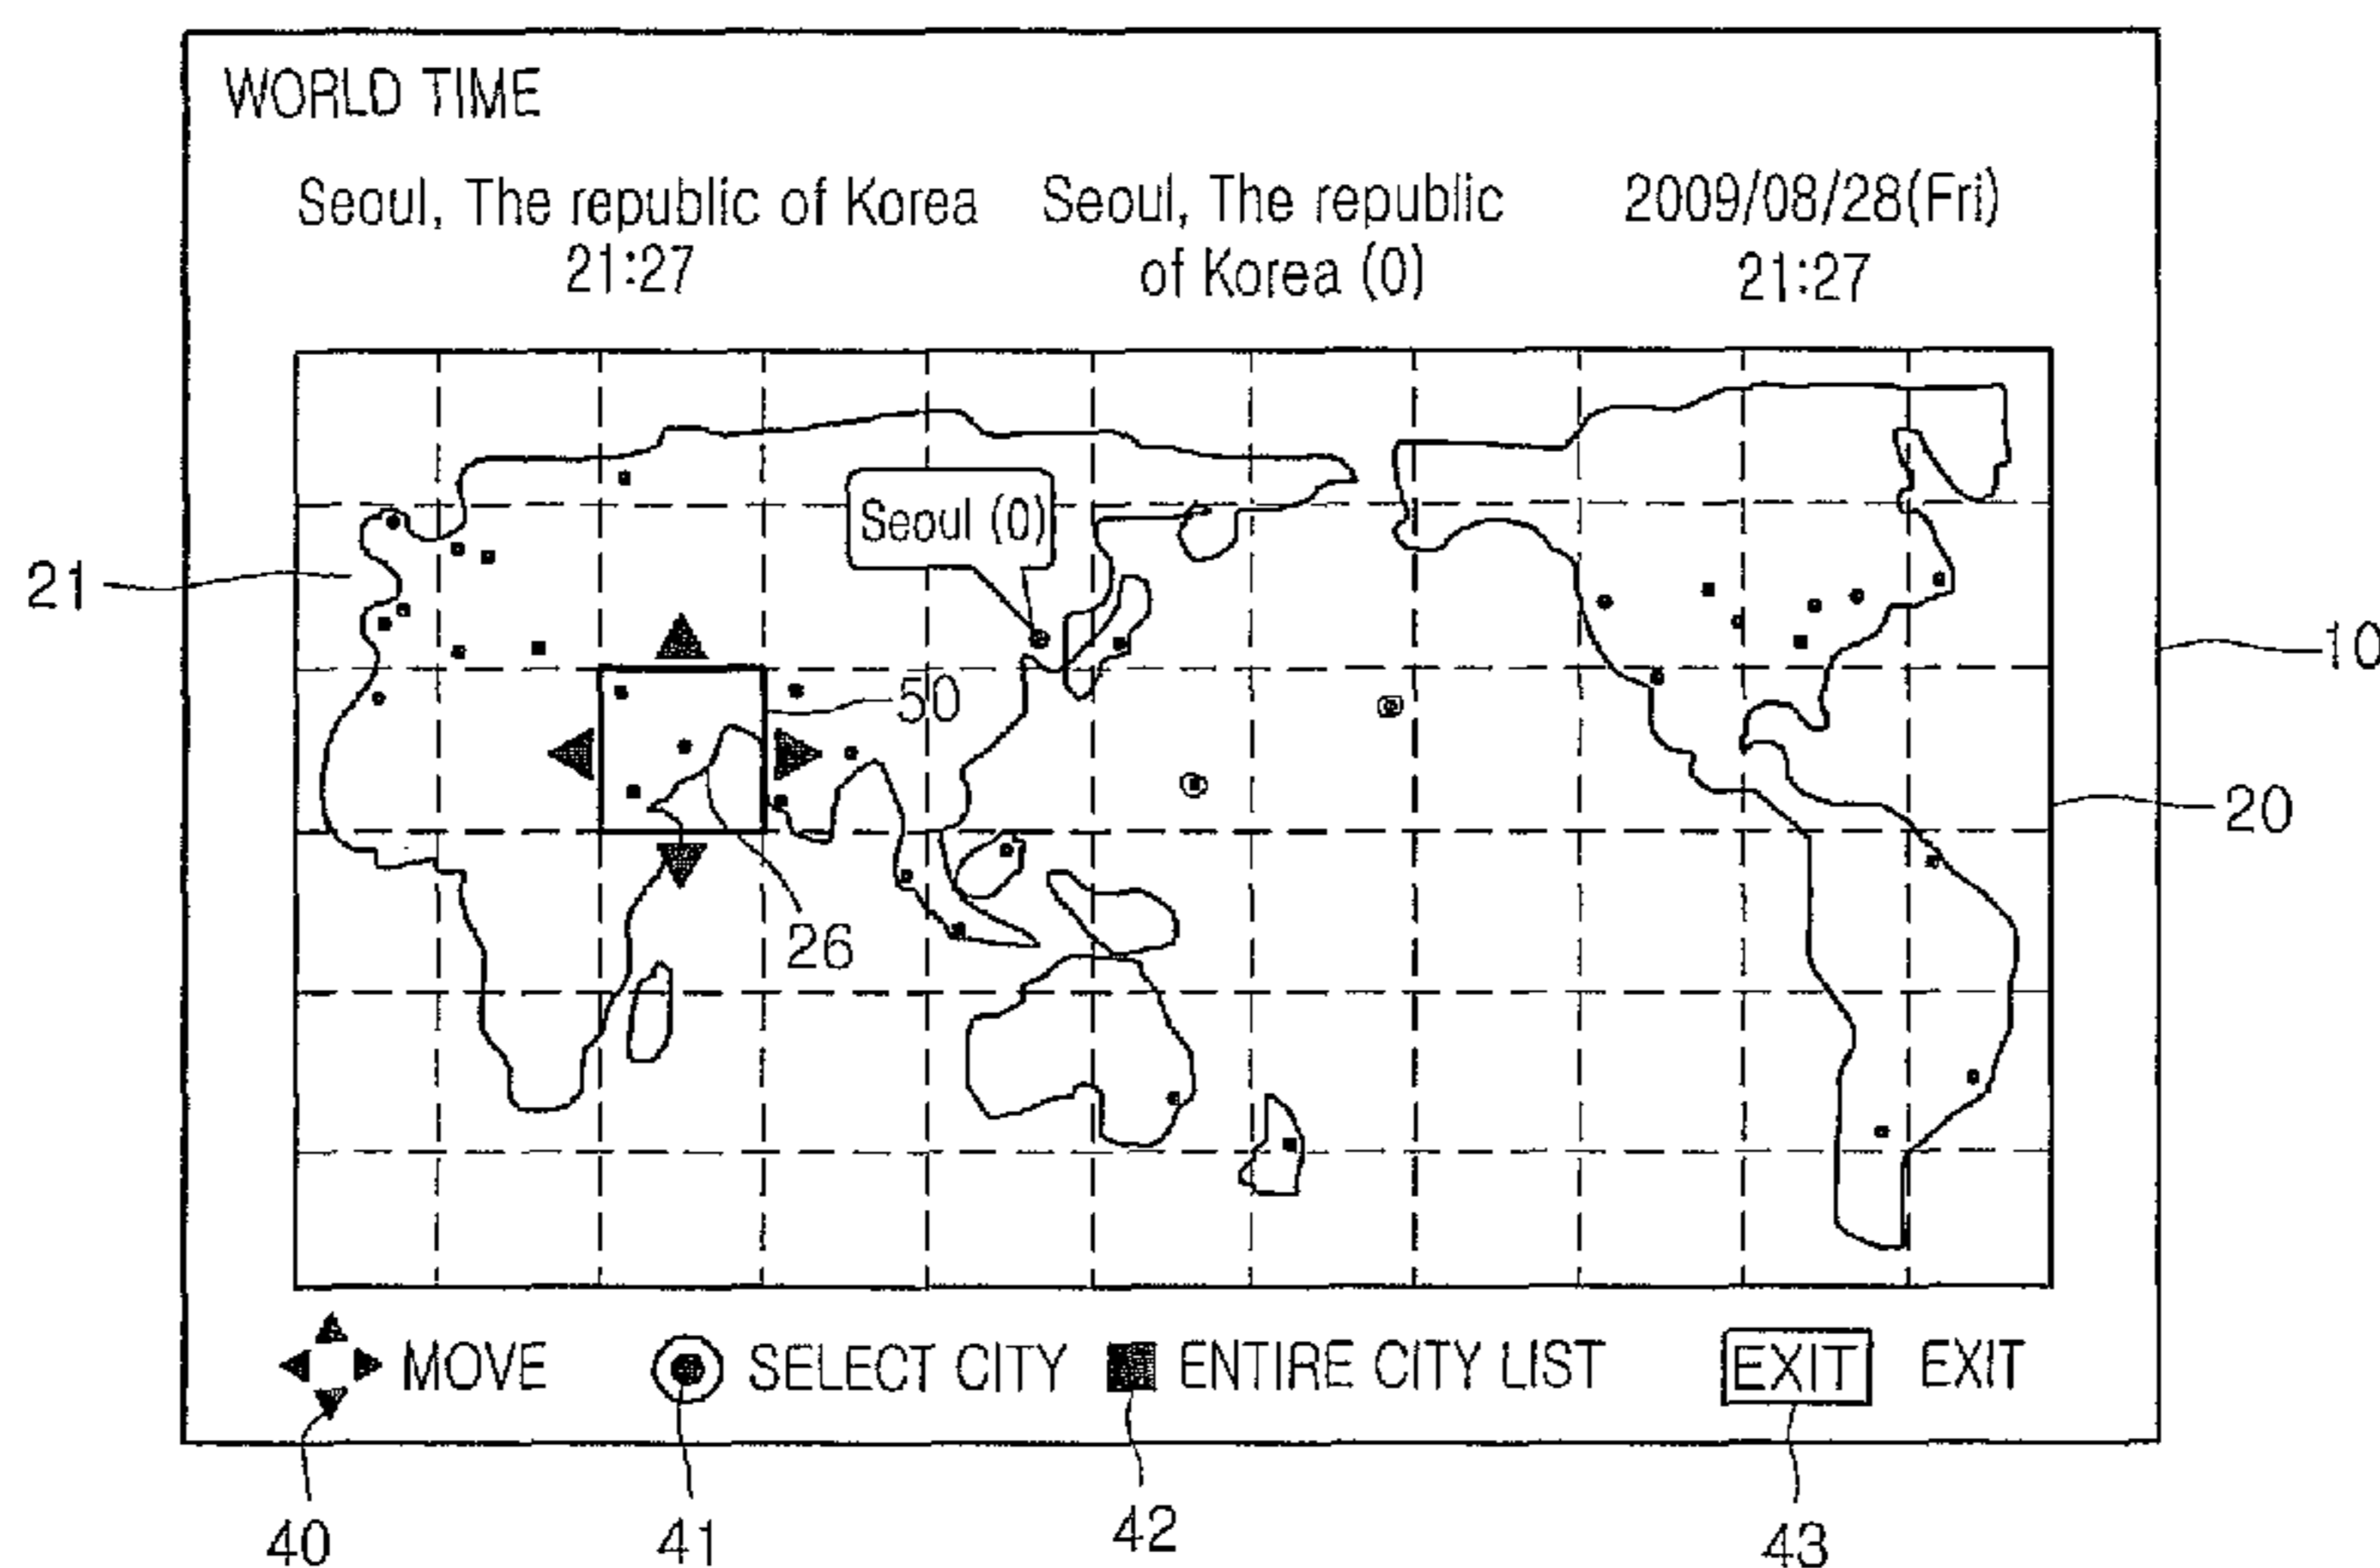 WORLD TIME
Seoul, The republic of Korea
21:27
Seoul, The republic
of Korea (0)
2009/08/28(Fri)
21:27
Seoul (0)
21
50
10
20
26
MOVE
SELECT CITY
ENTIRE CITY LIST
EXIT
EXIT
40
41
42
43